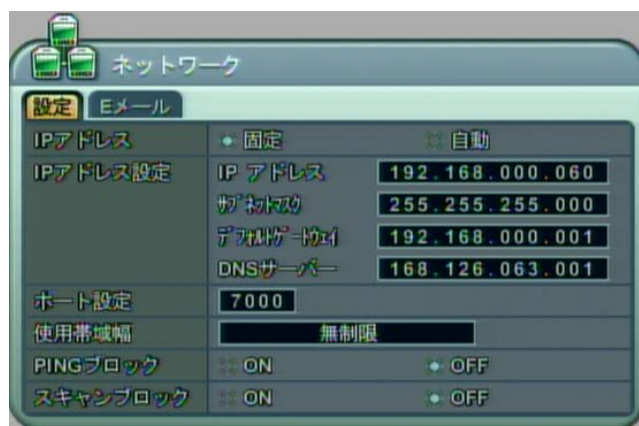 ネットワーク
設定 Eメール
IPアドレス 固定 自動
IPアドレス設定 IP アドレス 192.168.000.060
サブネットマスク 255.255.255.000
デフォルトゲートウェイ 192.168.000.001
DNSサーバー 168.126.063.001
ポート設定 7000
使用帯域幅 無制限
PINGブロック ON OFF
スキャンブロック ON OFF